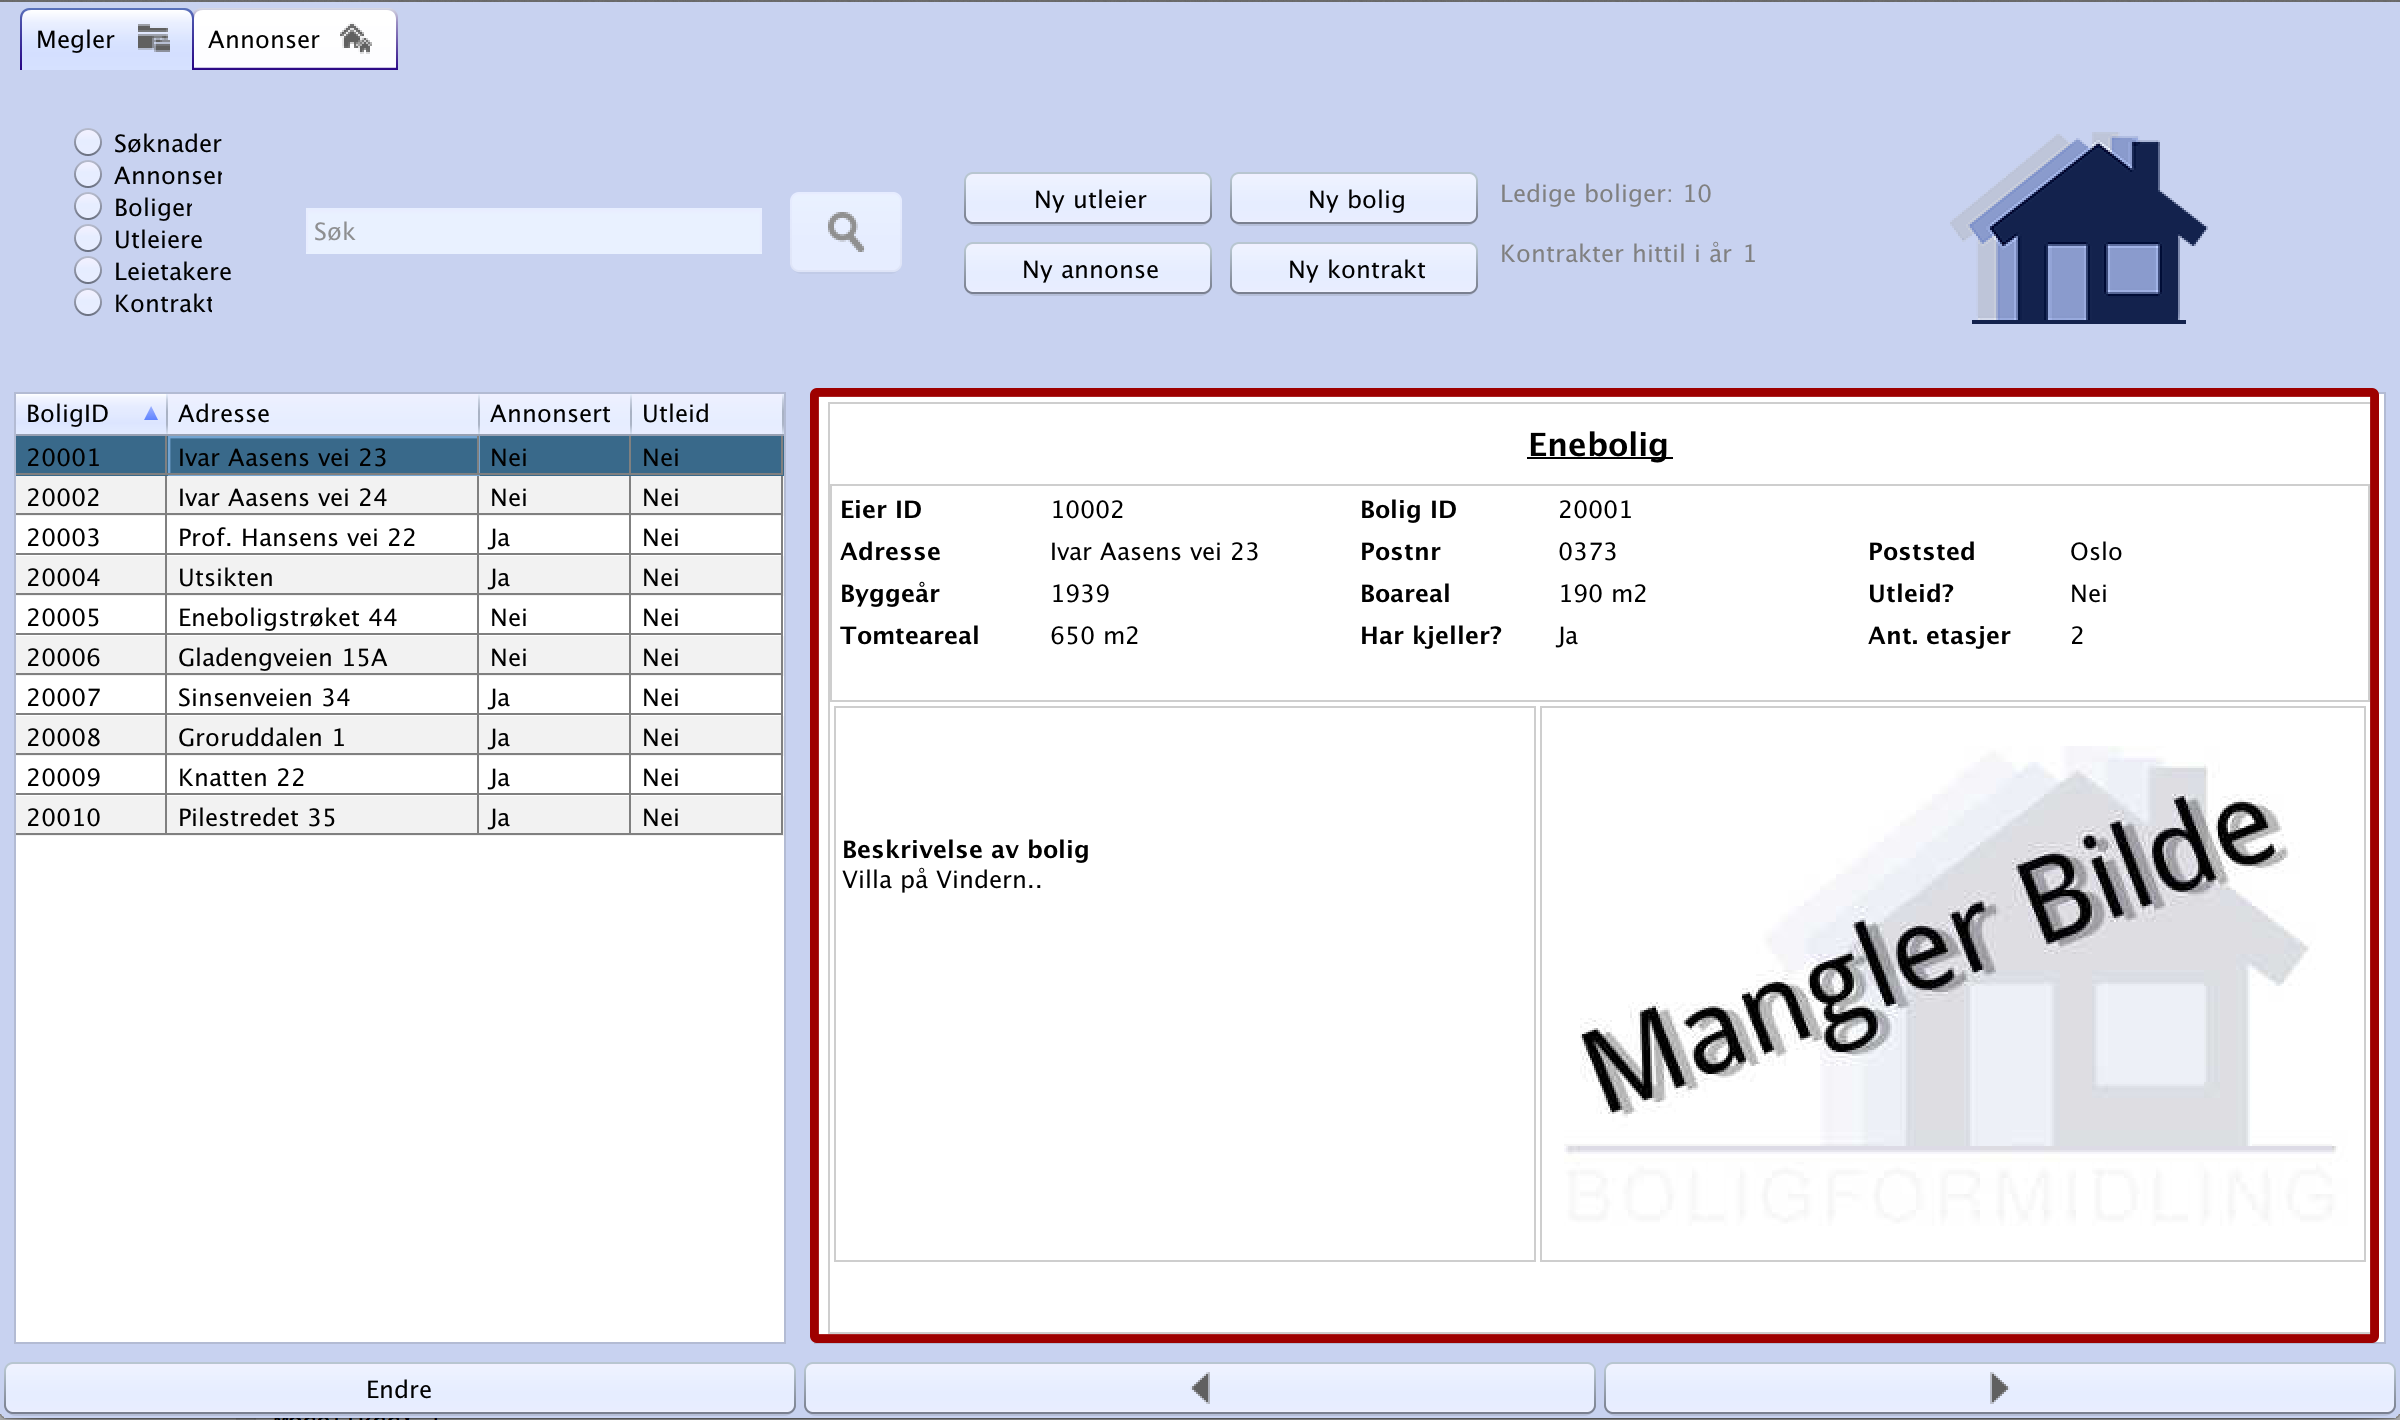 Megler
Annonser
Søknader
Annonser
Boliger
Utleiere
Leietakere
Kontrakt
Søk
Ny utleier
Ny bolig
Ny annonse
Ny kontrakt
Ledige boliger: 10
Kontrakter hittil i år 1
BoligID Adresse Annonsert Utleid
20001 Ivar Aasens vei 23 Nei Nei
20002 Ivar Aasens vei 24 Nei Nei
20003 Prof. Hansens vei 22 Ja Nei
20004 Utsikten Ja Nei
20005 Eneboligstrøket 44 Nei Nei
20006 Gladengveien 15A Nei Nei
20007 Sinsenveien 34 Ja Nei
20008 Groruddalen 1 Ja Nei
20009 Knatten 22 Ja Nei
20010 Pilestredet 35 Ja Nei
Enebolig
Eier ID 10002 Bolig ID 20001
Adresse Ivar Aasens vei 23 Postnr 0373 Poststed Oslo
Byggeår 1939 Boareal 190 m2 Utleid? Nei
Tomteareal 650 m2 Har kjeller? Ja Ant. etasjer 2
Beskrivelse av bolig
Villa på Vindern..
Mangler Bilde
BOLIGFORMIDLING
Endre